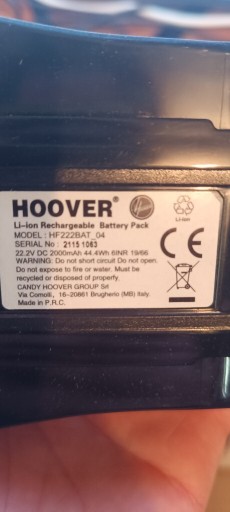 HOOVER®
Li-ion Rechargeable Battery Pack
MODEL: HF222BAT_04
SERIAL No : 2115 1063
22.2V DC 2000mAh 44.4Wh 6INR 19/66
WARNING: Do not short circuit Do not open.
Do not expose to fire or water. Must be
recycled or disposed of properly.
CANDY HOOVER GROUP Srl
Via Comolli, 16-20861 Brugherio (MB) Italy
Made in P.R.C.
Li-ion
CE